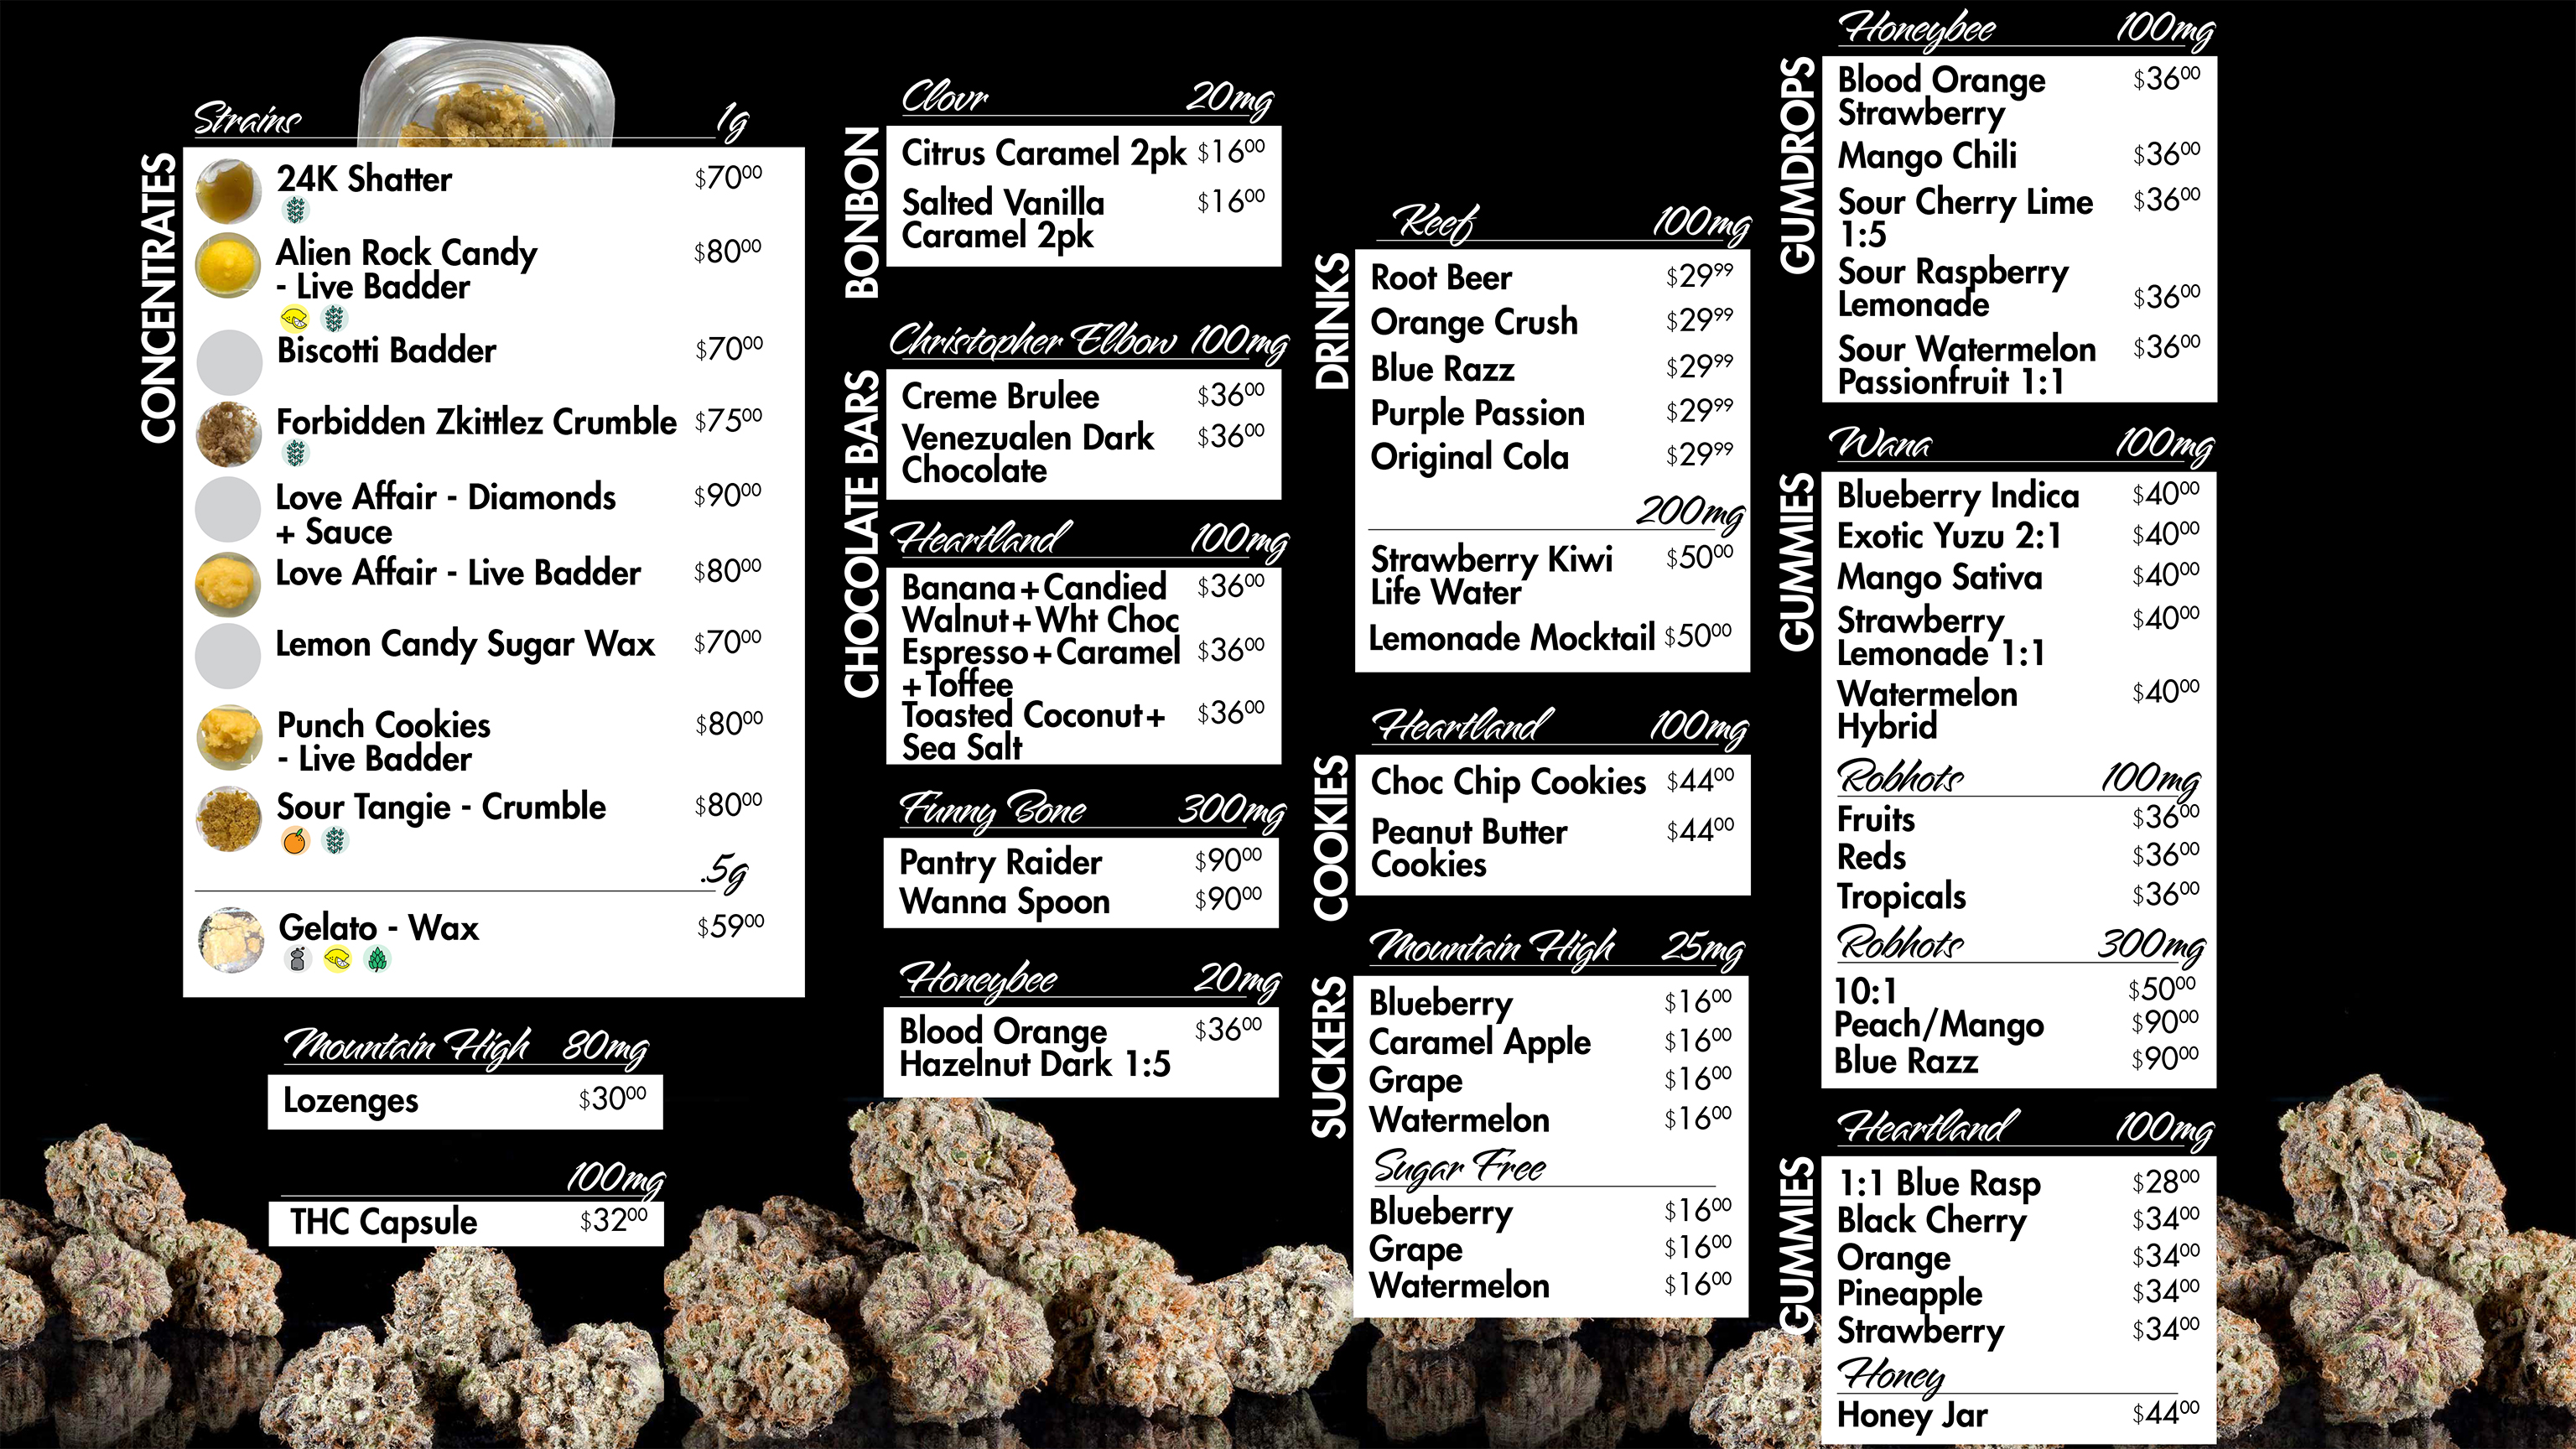 Strains 1g
CONCENTRATES
24K Shatter $70.00
Alien Rock Candy $80.00
- Live Badder
Biscotti Badder $70.00
Forbidden Zkittlez Crumble $75.00
Love Affair - Diamonds $90.00
+ Sauce
Love Affair - Live Badder $80.00
Lemon Candy Sugar Wax $70.00
Punch Cookies $80.00
- Live Badder
Sour Tangie - Crumble $80.00
.5g
Gelato - Wax $59.00
Mountain High 80mg
Lozenges $30.00
100mg
THC Capsule $32.00
Clovr 20mg
BONBON
Citrus Caramel 2pk $16.00
Salted Vanilla $16.00
Caramel 2pk
Christopher Elbow 100mg
CHOCOLATE BARS
Creme Brulee $36.00
Venezualen Dark $36.00
Chocolate
Heartland 100mg
Banana+Candied $36.00
Walnut+Wht Choc
Espresso+Caramel $36.00
+Toffee
Toasted Coconut+ $36.00
Sea Salt
Funny Bone 300mg
Pantry Raider $90.00
Wanna Spoon $90.00
Honeybee 20mg
Blood Orange $36.00
Hazelnut Dark 1:5
Keef 100mg
DRINKS
Root Beer $29.99
Orange Crush $29.99
Blue Razz $29.99
Purple Passion $29.99
Original Cola $29.99
200mg
Strawberry Kiwi $50.00
Life Water
Lemonade Mocktail $50.00
Heartland 100mg
COOKIES
Choc Chip Cookies $44.00
Peanut Butter $44.00
Cookies
Mountain High 25mg
SUCKERS
Blueberry $16.00
Caramel Apple $16.00
Grape $16.00
Watermelon $16.00
Sugar Free
Blueberry $16.00
Grape $16.00
Watermelon $16.00
Honeybee 100mg
GUMDROPS
Blood Orange $36.00
Strawberry
Mango Chili $36.00
Sour Cherry Lime $36.00
1:5
Sour Raspberry
Lemonade $36.00
Sour Watermelon $36.00
Passionfruit 1:1
Wana 100mg
GUMMIES
Blueberry Indica $40.00
Exotic Yuzu 2:1 $40.00
Mango Sativa $40.00
Strawberry $40.00
Lemonade 1:1
Watermelon $40.00
Hybrid
Robhots 100mg
Fruits $36.00
Reds $36.00
Tropicals $36.00
Robhots 300mg
10:1 $50.00
Peach/Mango $90.00
Blue Razz $90.00
Heartland 100mg
GUMMIES
1:1 Blue Rasp $28.00
Black Cherry $34.00
Orange $34.00
Pineapple $34.00
Strawberry $34.00
Honey
Honey Jar $44.00